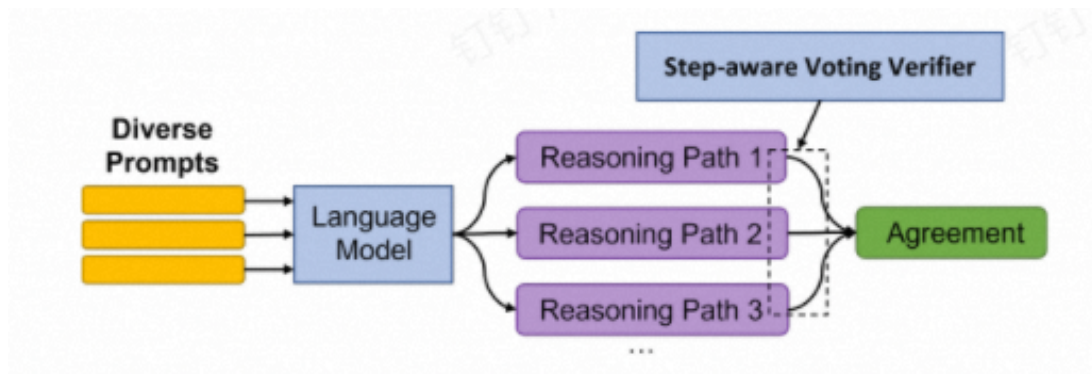 Step-aware Voting Verifier
Diverse
Prompts
Reasoning Path 1
Language
Model
Reasoning Path 2
Agreement
Reasoning Path 3
...